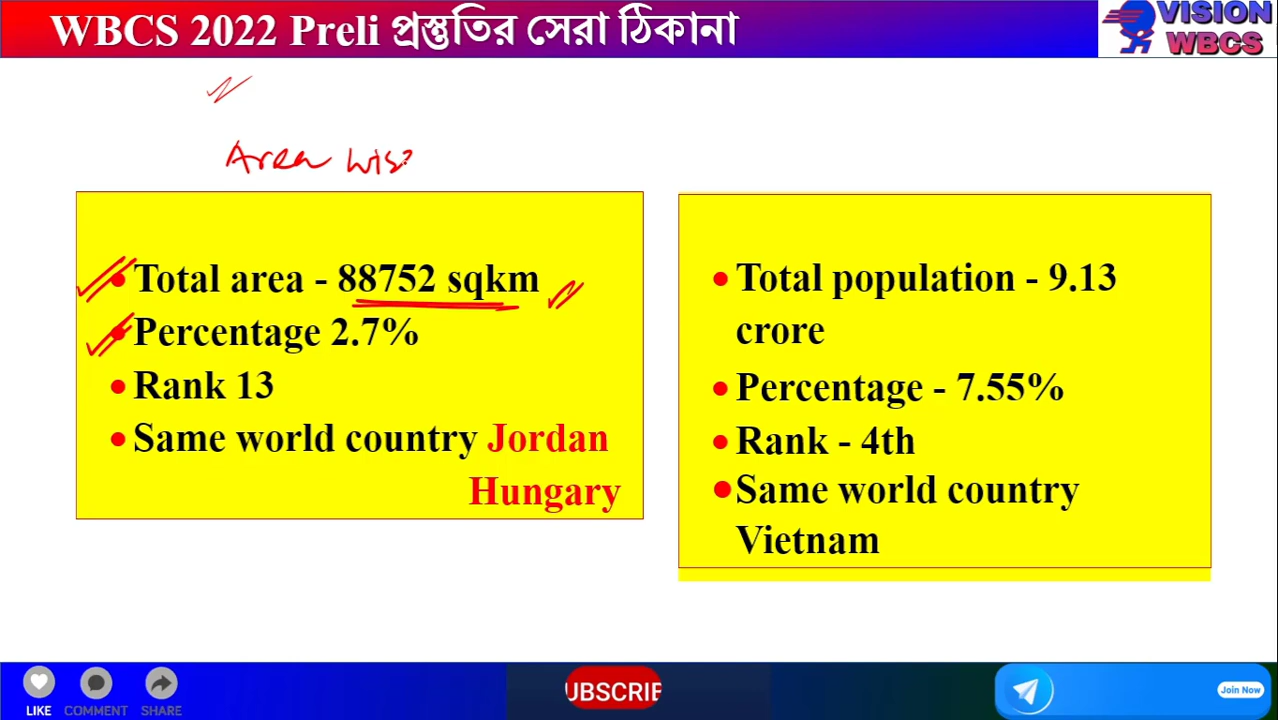 WBCS 2022 Preli প্রস্তুতির সেরা ঠিকানা
VISION
WBCS
Area wise
• Total area - 88752 sqkm
• Percentage 2.7%
• Rank 13
• Same world country Jordan
Hungary
• Total population - 9.13
crore
• Percentage - 7.55%
• Rank - 4th
• Same world country
Vietnam
LIKE
COMMENT
SHARE
UBSCRIB
Join Now